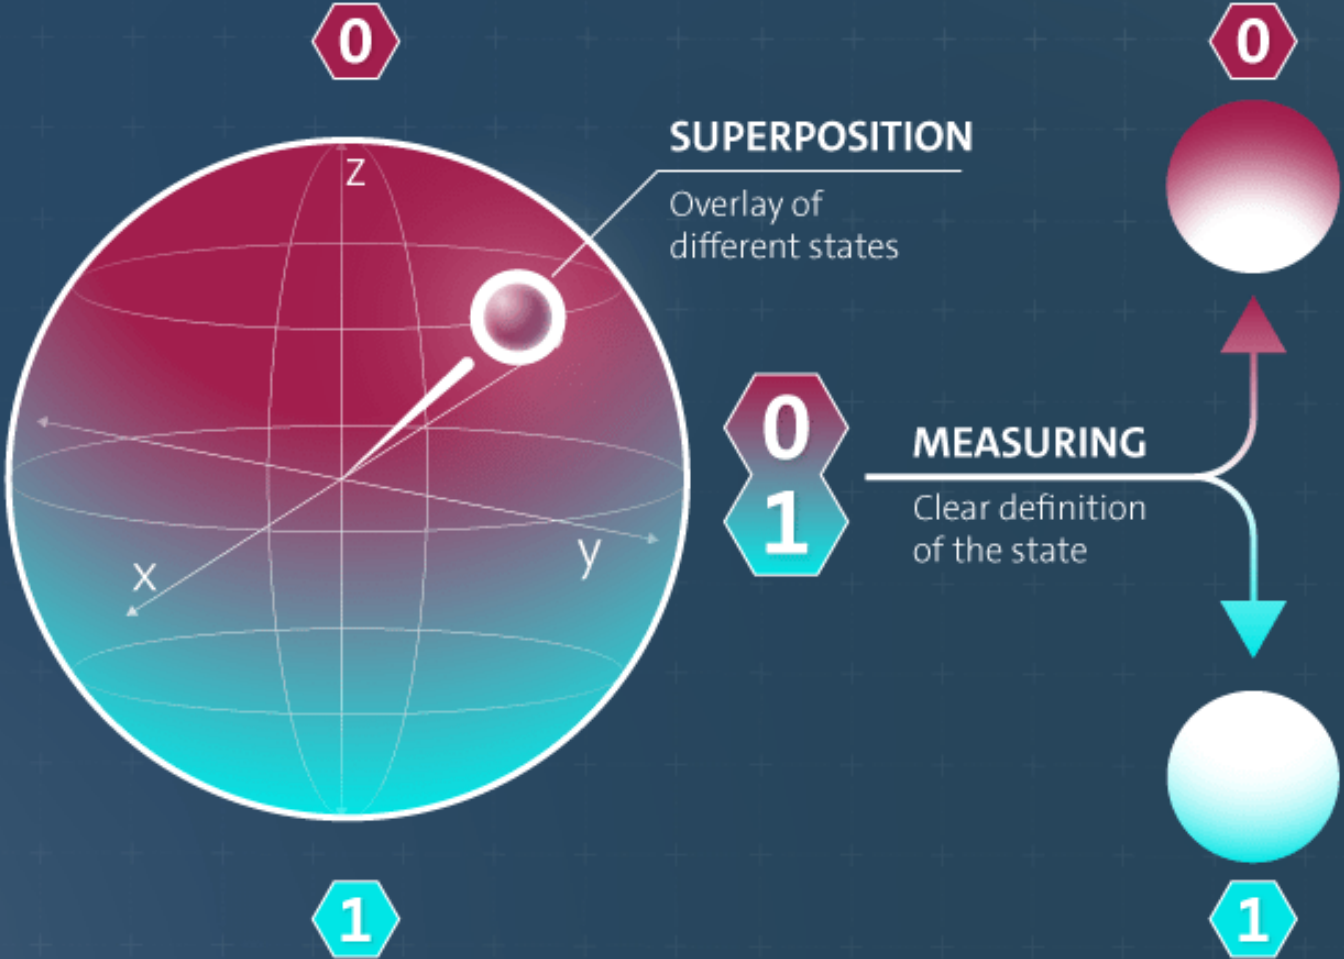 0
0
z
SUPERPOSITION
Overlay of
different states
0
1
MEASURING
Clear definition
of the state
x
y
1
1